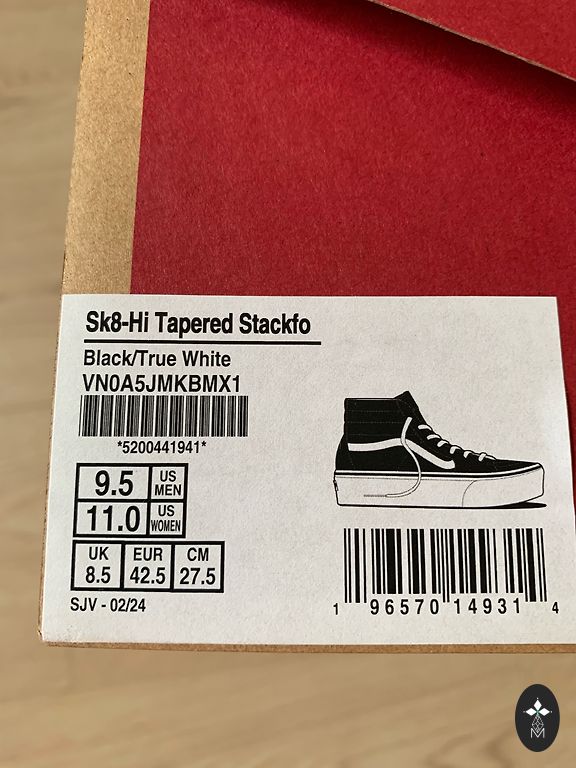 Sk8-Hi Tapered Stackfo
Black/True White
VN0A5JMKBMX1
*5200441941*
9.5 US MEN
11.0 US WOMEN
UK EUR CM
8.5 42.5 27.5
SJV - 02/24
1 96570 14931 4
M